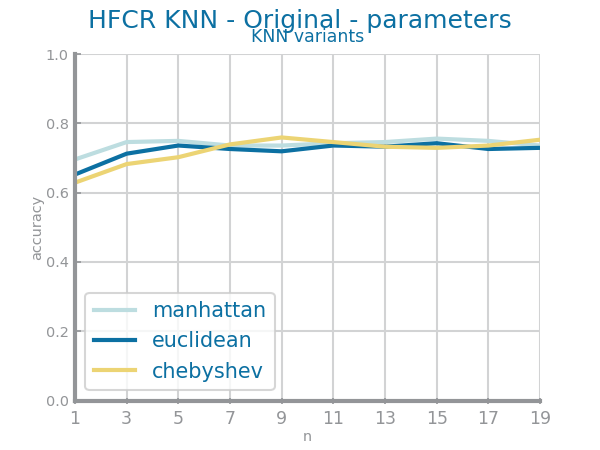 HFCR KNN - Original - parameters
KNN variants
1.0
0.8
0.6
0.4
0.2
0.0
accuracy
manhattan
euclidean
chebyshev
1 3 5 7 9 11 13 15 17 19
n